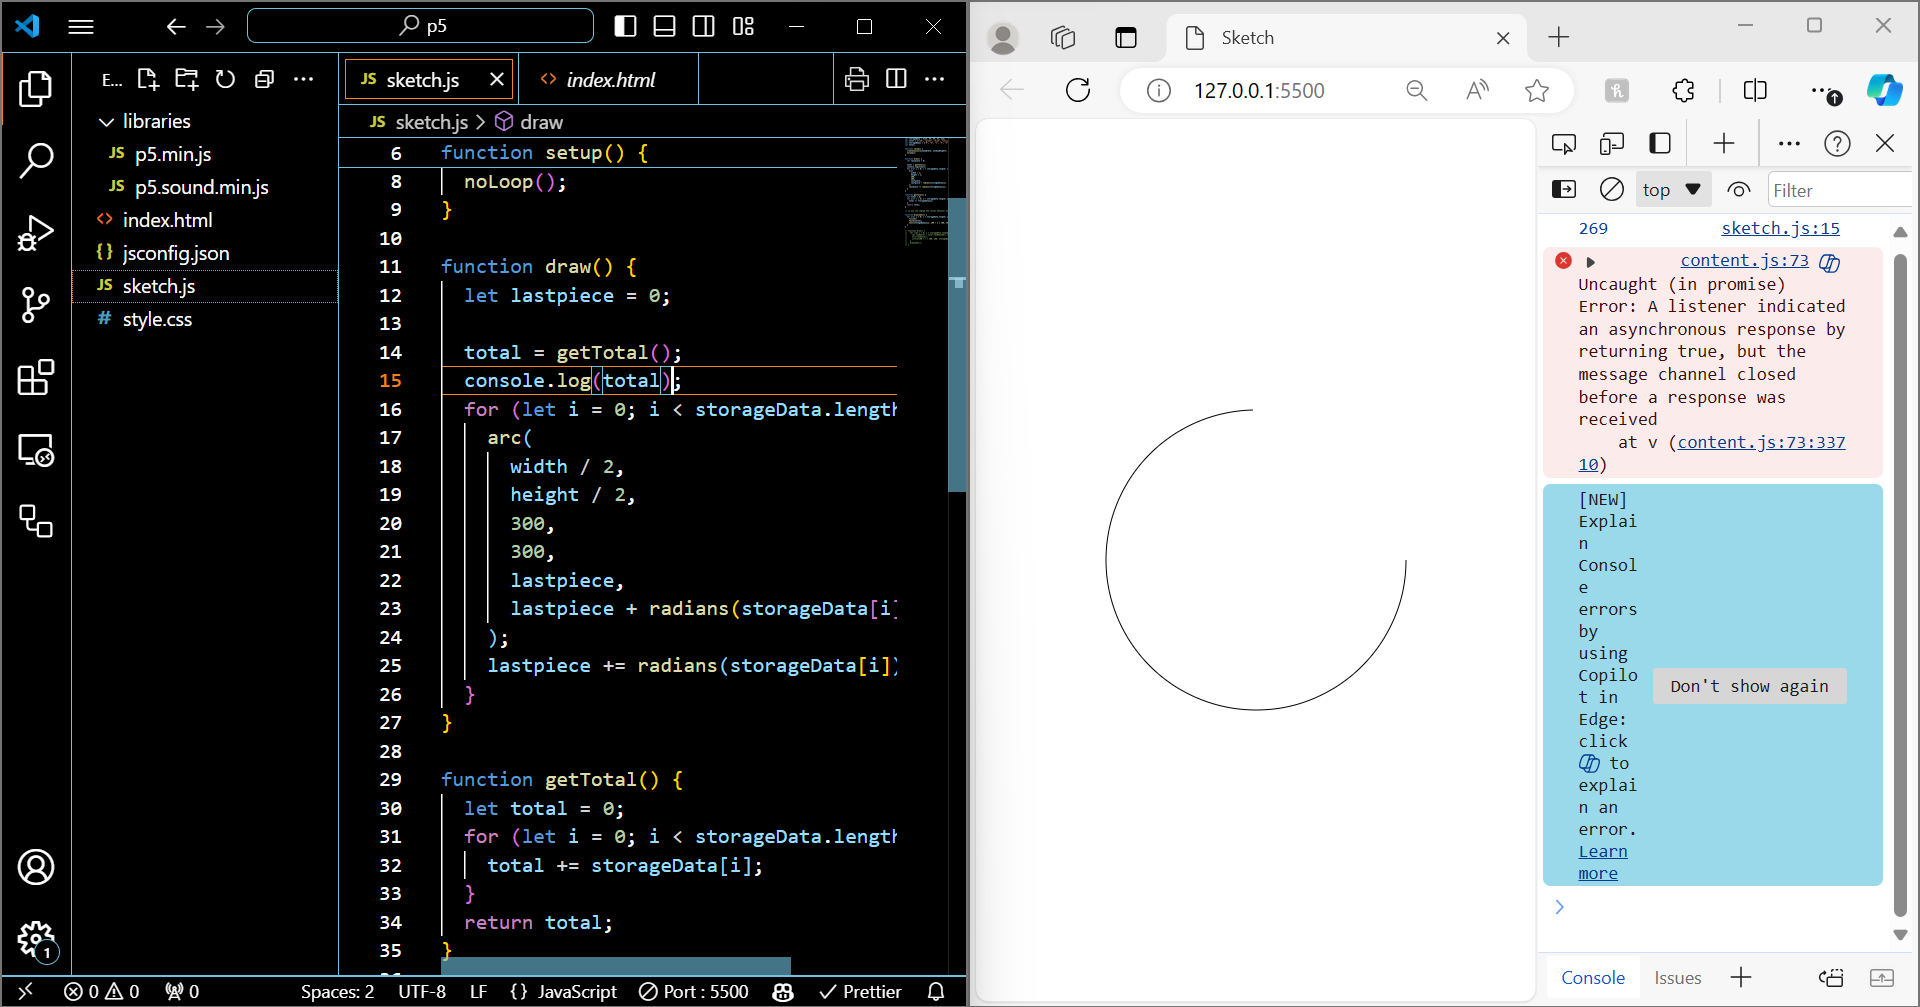 p5
E...
libraries
JS p5.min.js
JS p5.sound.min.js
<> index.html
{} jsconfig.json
JS sketch.js
# style.css
1
JS sketch.js
<> index.html
JS sketch.js > draw
6 function setup() {
8 noLoop();
9 }
10
11 function draw() {
12 let lastpiece = 0;
13
14 total = getTotal();
15 console.log(total);
16 for (let i = 0; i < storageData.length
17 arc(
18 width / 2,
19 height / 2,
20 300,
21 300,
22 lastpiece,
23 lastpiece + radians(storageData[i]
24 );
25 lastpiece += radians(storageData[i])
26 }
27 }
28
29 function getTotal() {
30 let total = 0;
31 for (let i = 0; i < storageData.length
32 total += storageData[i];
33 }
34 return total;
35 }
0 0 0 Spaces: 2 UTF-8 LF {} JavaScript Port : 5500 Prettier
Sketch
127.0.0.1:5500
top
Filter
269 sketch.js:15
content.js:73
Uncaught (in promise)
Error: A listener indicated
an asynchronous response by
returning true, but the
message channel closed
before a response was
received
at v (content.js:73:337
10)
[NEW]
Explai
n
Consol
e
errors
by
using
Copilo
t in
Edge:
click
to
explai
n an
error.
Learn
more
Don't show again
Console Issues